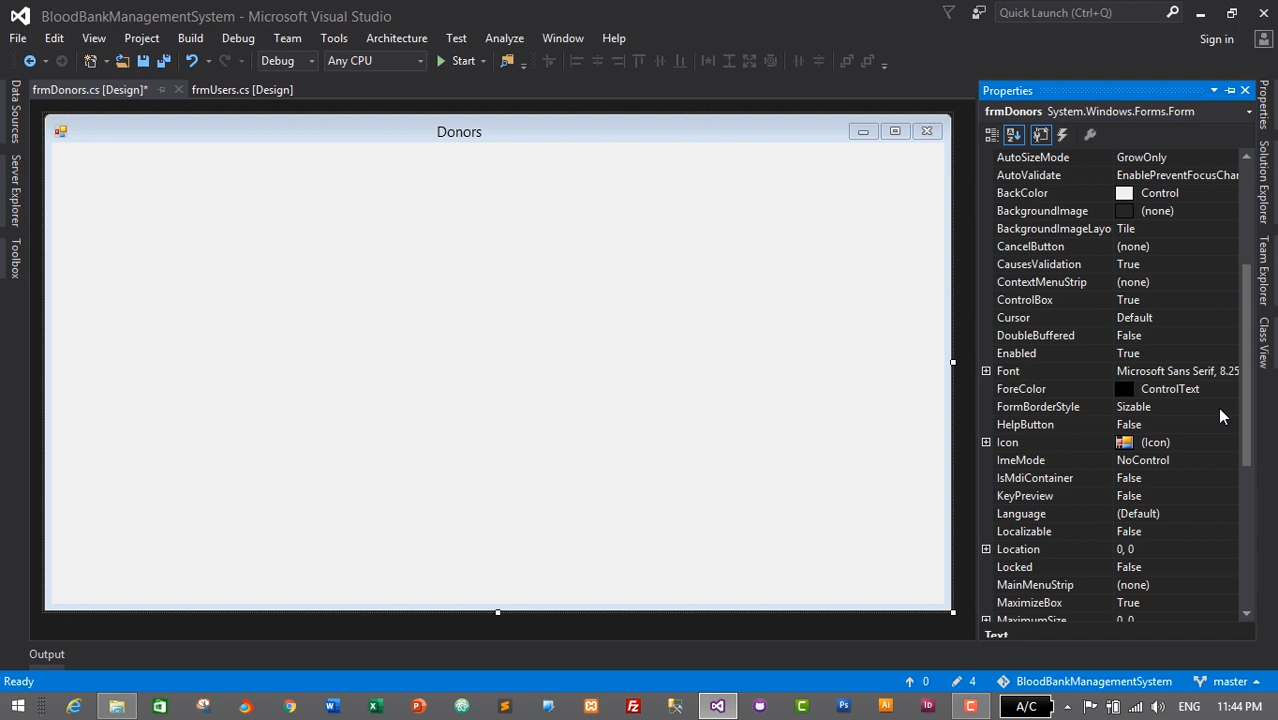 BloodBankManagementSystem - Microsoft Visual Studio
Quick Launch (Ctrl+Q)
File Edit View Project Build Debug Team Tools Architecture Test Analyze Window Help
Sign in
Debug Any CPU Start
frmDonors.cs [Design]* frmUsers.cs [Design]
Data Sources
Server Explorer
Toolbox
Donors
Properties
frmDonors System.Windows.Forms.Form
AutoSizeMode GrowOnly
AutoValidate EnablePreventFocusChar
BackColor Control
BackgroundImage (none)
BackgroundImageLayo Tile
CancelButton (none)
CausesValidation True
ContextMenuStrip (none)
ControlBox True
Cursor Default
DoubleBuffered False
Enabled True
Font Microsoft Sans Serif, 8.25
ForeColor ControlText
FormBorderStyle Sizable
HelpButton False
Icon (Icon)
ImeMode NoControl
IsMdiContainer False
KeyPreview False
Language (Default)
Localizable False
Location 0, 0
Locked False
MainMenuStrip (none)
MaximizeBox True
MaximumSize 0, 0
Text
Properties
Solution Explorer
Team Explorer
Class View
Output
Ready
0 4 BloodBankManagementSystem master
A/C ENG 11:44 PM